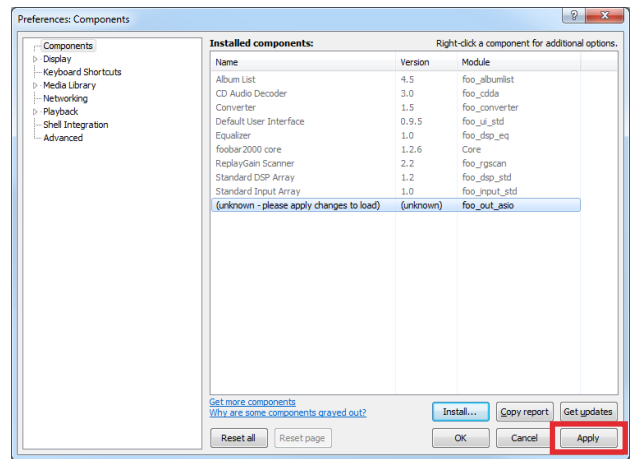 Preferences: Components
Components
Display
Keyboard Shortcuts
Media Library
Networking
Playback
Shell Integration
Advanced
Installed components: Right-click a component for additional options.
Name Version Module
Album List 4.5 foo_albumlist
CD Audio Decoder 3.0 foo_cdda
Converter 1.5 foo_converter
Default User Interface 0.9.5 foo_ui_std
Equalizer 1.0 foo_dsp_eq
foobar2000 core 1.2.6 Core
ReplayGain Scanner 2.2 foo_rgscan
Standard DSP Array 1.2 foo_dsp_std
Standard Input Array 1.0 foo_input_std
(unknown - please apply changes to load) (unknown) foo_out_asio
Get more components
Why are some components grayed out?
Install... Copy report Get updates
Reset all Reset page OK Cancel Apply